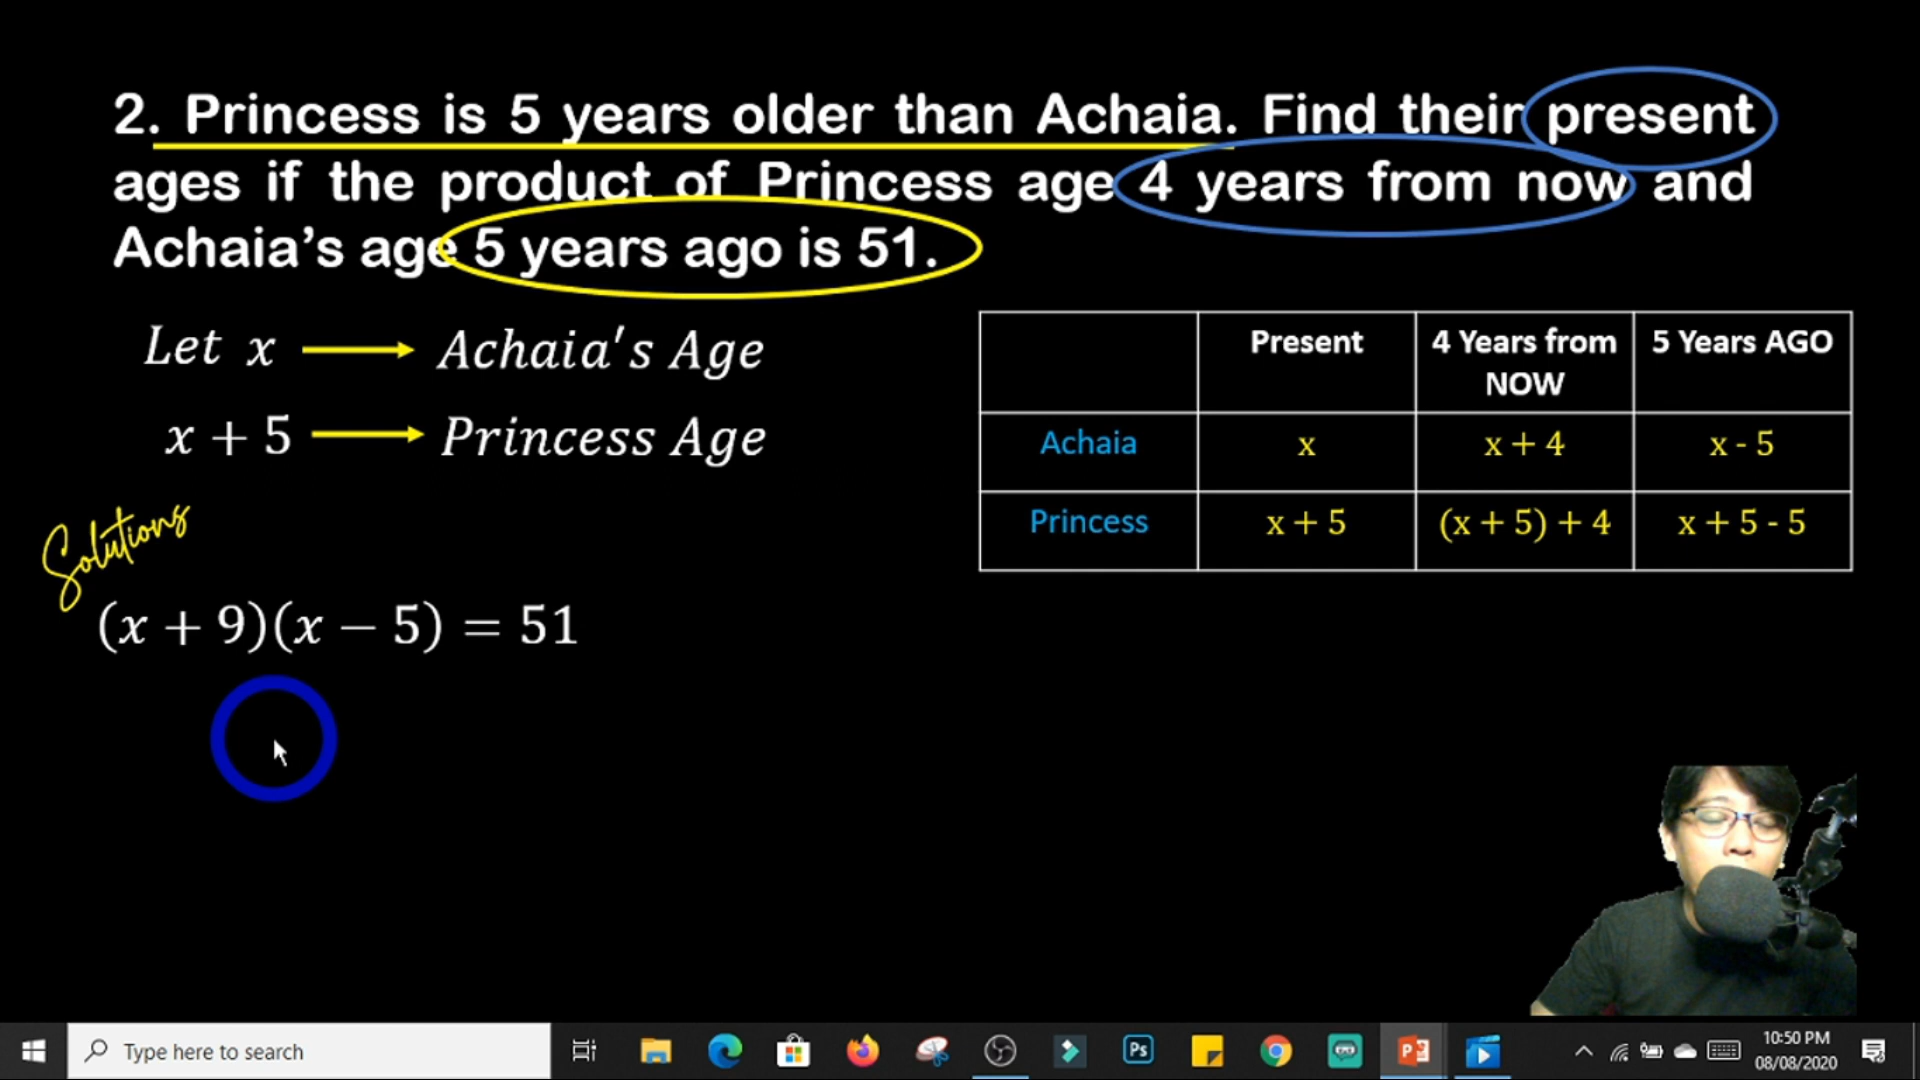 2. Princess is 5 years older than Achaia. Find their present
ages if the product of Princess age 4 years from now and
Achaia’s age 5 years ago is 51.
Let x → Achaia's Age
x + 5 → Princess Age
Solutions
(x + 9)(x − 5) = 51
Present 4 Years from NOW 5 Years AGO
Achaia x x + 4 x - 5
Princess x + 5 (x + 5) + 4 x + 5 - 5
Type here to search
Ps
P
10:50 PM
08/08/2020